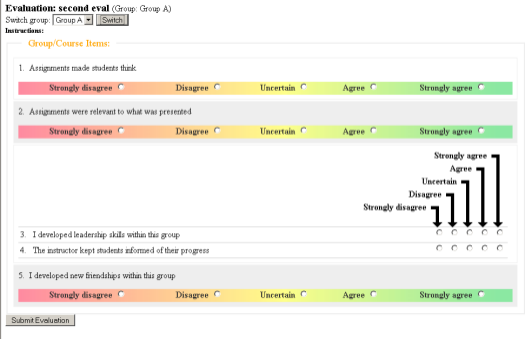 Evaluation: second eval (Group: Group A)
Switch group: Group A Switch
Instructions:
Group/Course Items:
1. Assignments made students think
Strongly disagree Disagree Uncertain Agree Strongly agree
2. Assignments were relevant to what was presented
Strongly disagree Disagree Uncertain Agree Strongly agree
Strongly agree
Agree
Uncertain
Disagree
Strongly disagree
3. I developed leadership skills within this group
4. The instructor kept students informed of their progress
5. I developed new friendships within this group
Strongly disagree Disagree Uncertain Agree Strongly agree
Submit Evaluation